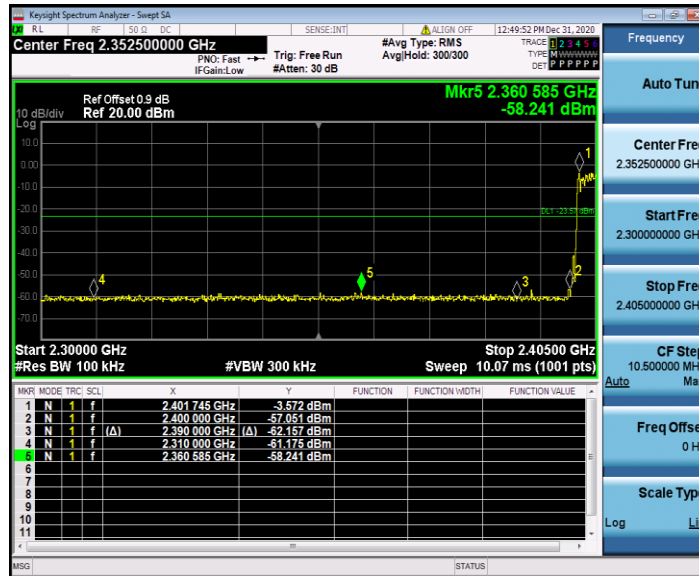 Keysight Spectrum Analyzer - Swept SA
RL RF 50 Ω DC SENSE:INT ALIGN OFF 12:49:52 PM Dec 31, 2020
Center Freq 2.352500000 GHz
PNO: Fast
IFGain:Low
Trig: Free Run
#Atten: 30 dB
#Avg Type: RMS
Avg|Hold: 300/300
TRACE 1 2 3 4 5 6
TYPE M W W W W W
DET P P P P P P
Ref Offset 0.9 dB
10 dB/div Ref 20.00 dBm
Log
Mkr5 2.360 585 GHz
-58.241 dBm
10.0
0.00
-10.0
-20.0
-30.0
-40.0
-50.0
-60.0
-70.0
1
2
3
4
5
Start 2.30000 GHz Stop 2.40500 GHz
#Res BW 100 kHz #VBW 300 kHz Sweep 10.07 ms (1001 pts)
MKR MODE TRC SCL X Y FUNCTION FUNCTION WIDTH FUNCTION VALUE
1 N 1 f 2.401 745 GHz -3.572 dBm
2 N 1 f 2.400 000 GHz -57.051 dBm
3 N 1 f (Δ) 2.390 000 GHz (Δ) -62.157 dBm
4 N 1 f 2.310 000 GHz -61.175 dBm
5 N 1 f 2.360 585 GHz -58.241 dBm
6
7
8
9
10
11
MSG STATUS
Frequency
Auto Tun
Center Fre
2.352500000 GH
Start Fre
2.300000000 GH
Stop Fre
2.405000000 GH
CF Step
10.500000 MH
Auto Ma
Freq Offse
0 H
Scale Type
Log Li